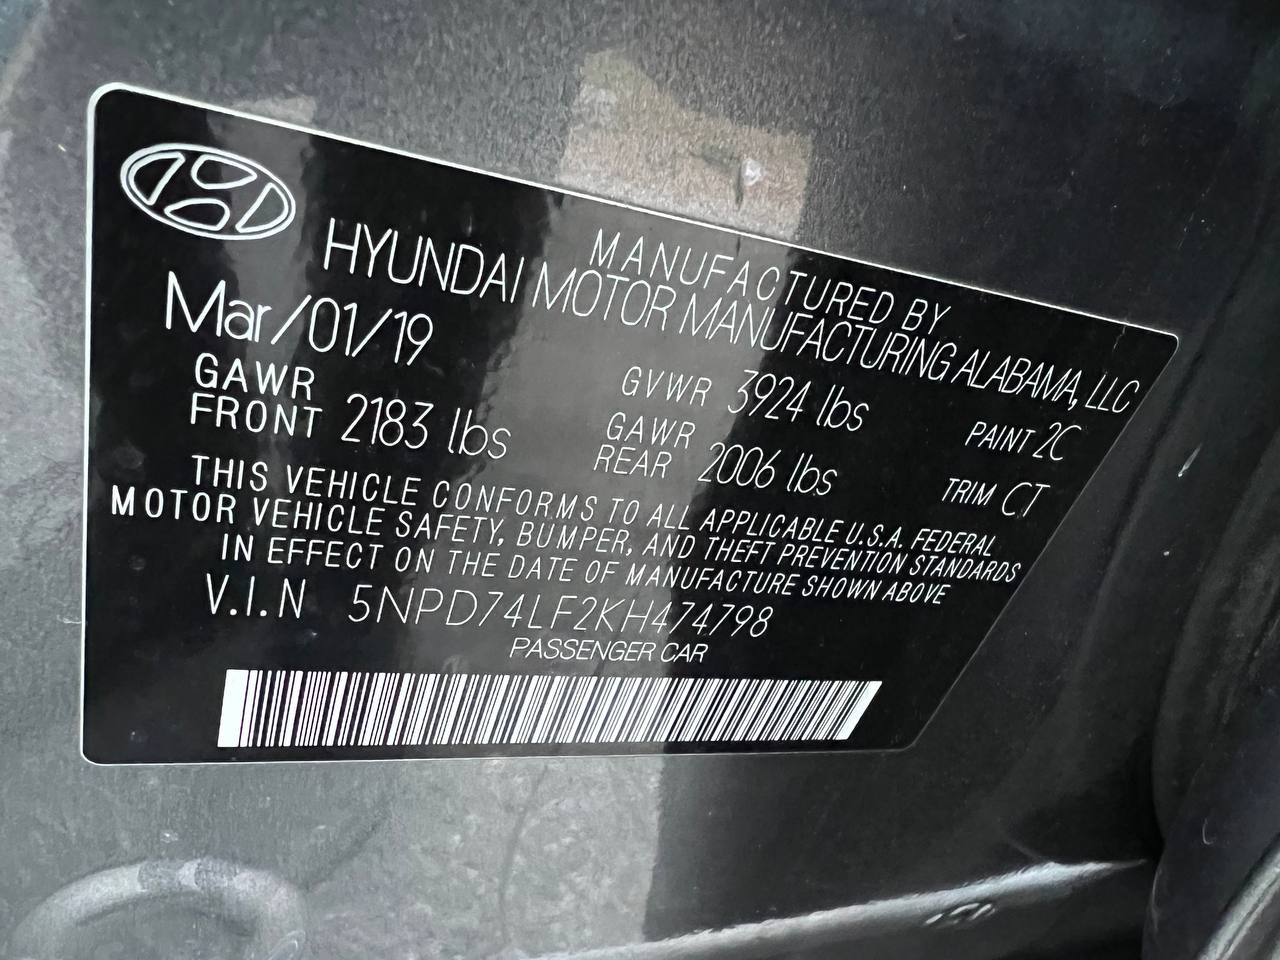 MANUFACTURED BY
HYUNDAI MOTOR MANUFACTURING ALABAMA, LLC
Mar/01/19 GVWR 3924 lbs PAINT 2C
GAWR FRONT 2183 lbs GAWR REAR 2006 lbs TRIM CT
THIS VEHICLE CONFORMS TO ALL APPLICABLE U.S.A. FEDERAL
MOTOR VEHICLE SAFETY, BUMPER, AND THEFT PREVENTION STANDARDS
IN EFFECT ON THE DATE OF MANUFACTURE SHOWN ABOVE
V.I.N 5NPD74LF2KH474798
PASSENGER CAR